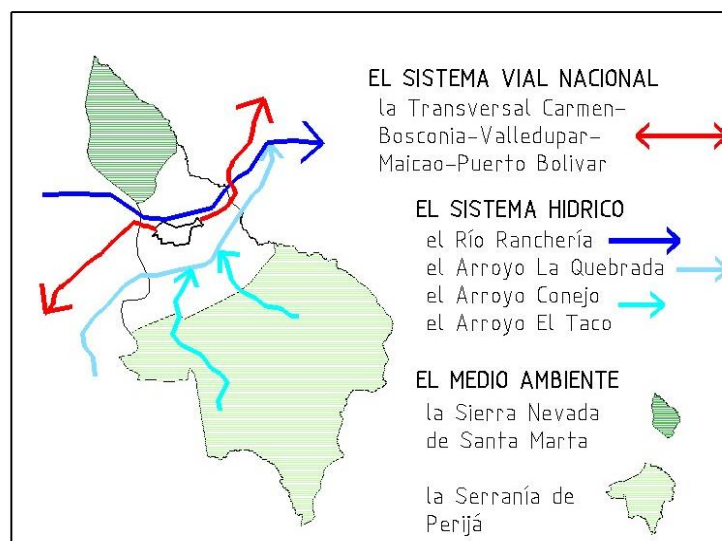 EL SISTEMA VIAL NACIONAL
la Transversal Carmen-
Bosconia-Valledupar-
Maicao-Puerto Bolivar
EL SISTEMA HIDRICO
el Río Ranchería
el Arroyo La Quebrada
el Arroyo Conejo
el Arroyo El Taco
EL MEDIO AMBIENTE
la Sierra Nevada
de Santa Marta
la Serranía de
Perijá